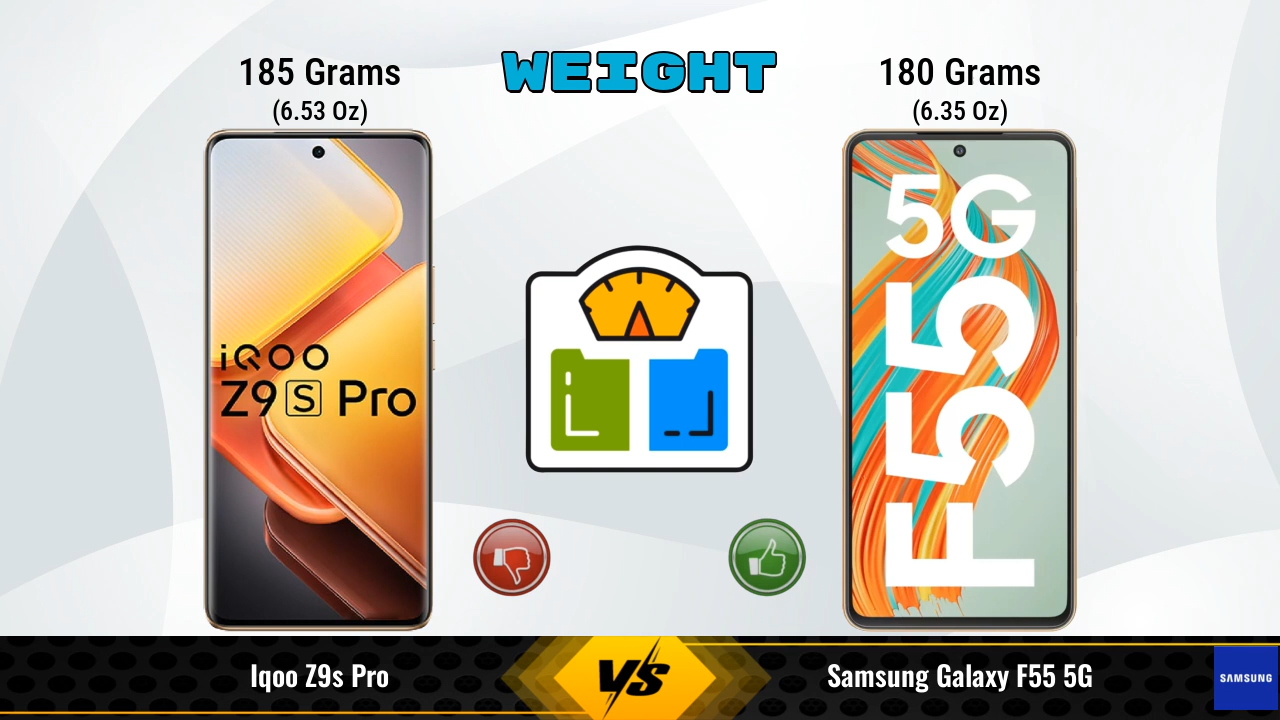 WEIGHT
185 Grams
(6.53 Oz)
180 Grams
(6.35 Oz)
iQOO
Z9S Pro
5G
F55
Iqoo Z9s Pro
VS
Samsung Galaxy F55 5G
SAMSUNG